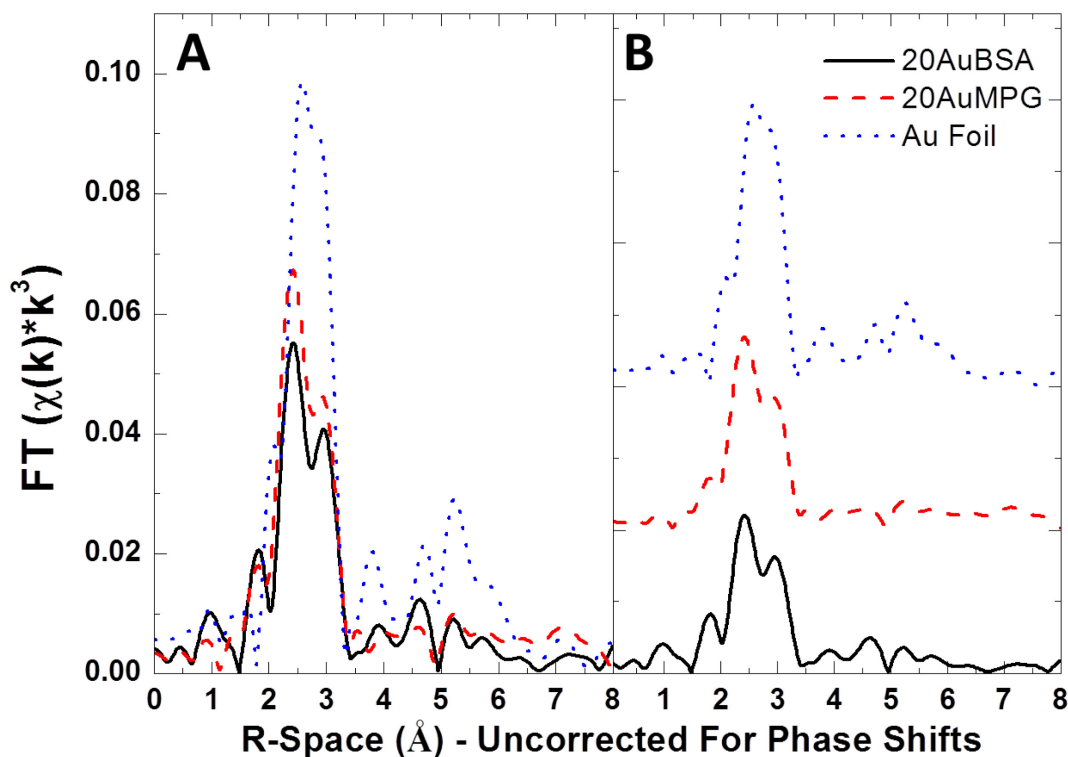 A
B
20AuBSA
20AuMPG
Au Foil
0.10
0.08
0.06
0.04
0.02
0.00
FT (χ(k)*k³)
0 1 2 3 4 5 6 7 8 1 2 3 4 5 6 7 8
R-Space (Å) - Uncorrected For Phase Shifts